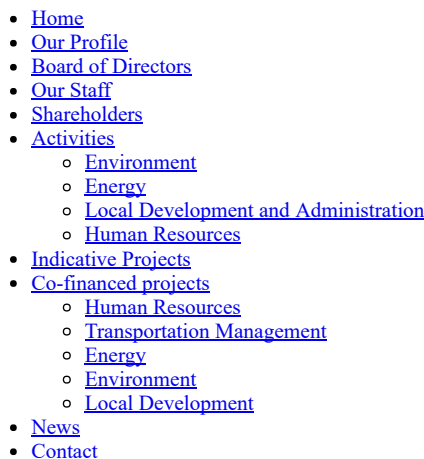 Home
Our Profile
Board of Directors
Our Staff
Shareholders
Activities
Environment
Energy
Local Development and Administration
Human Resources
Indicative Projects
Co-financed projects
Human Resources
Transportation Management
Energy
Environment
Local Development
News
Contact